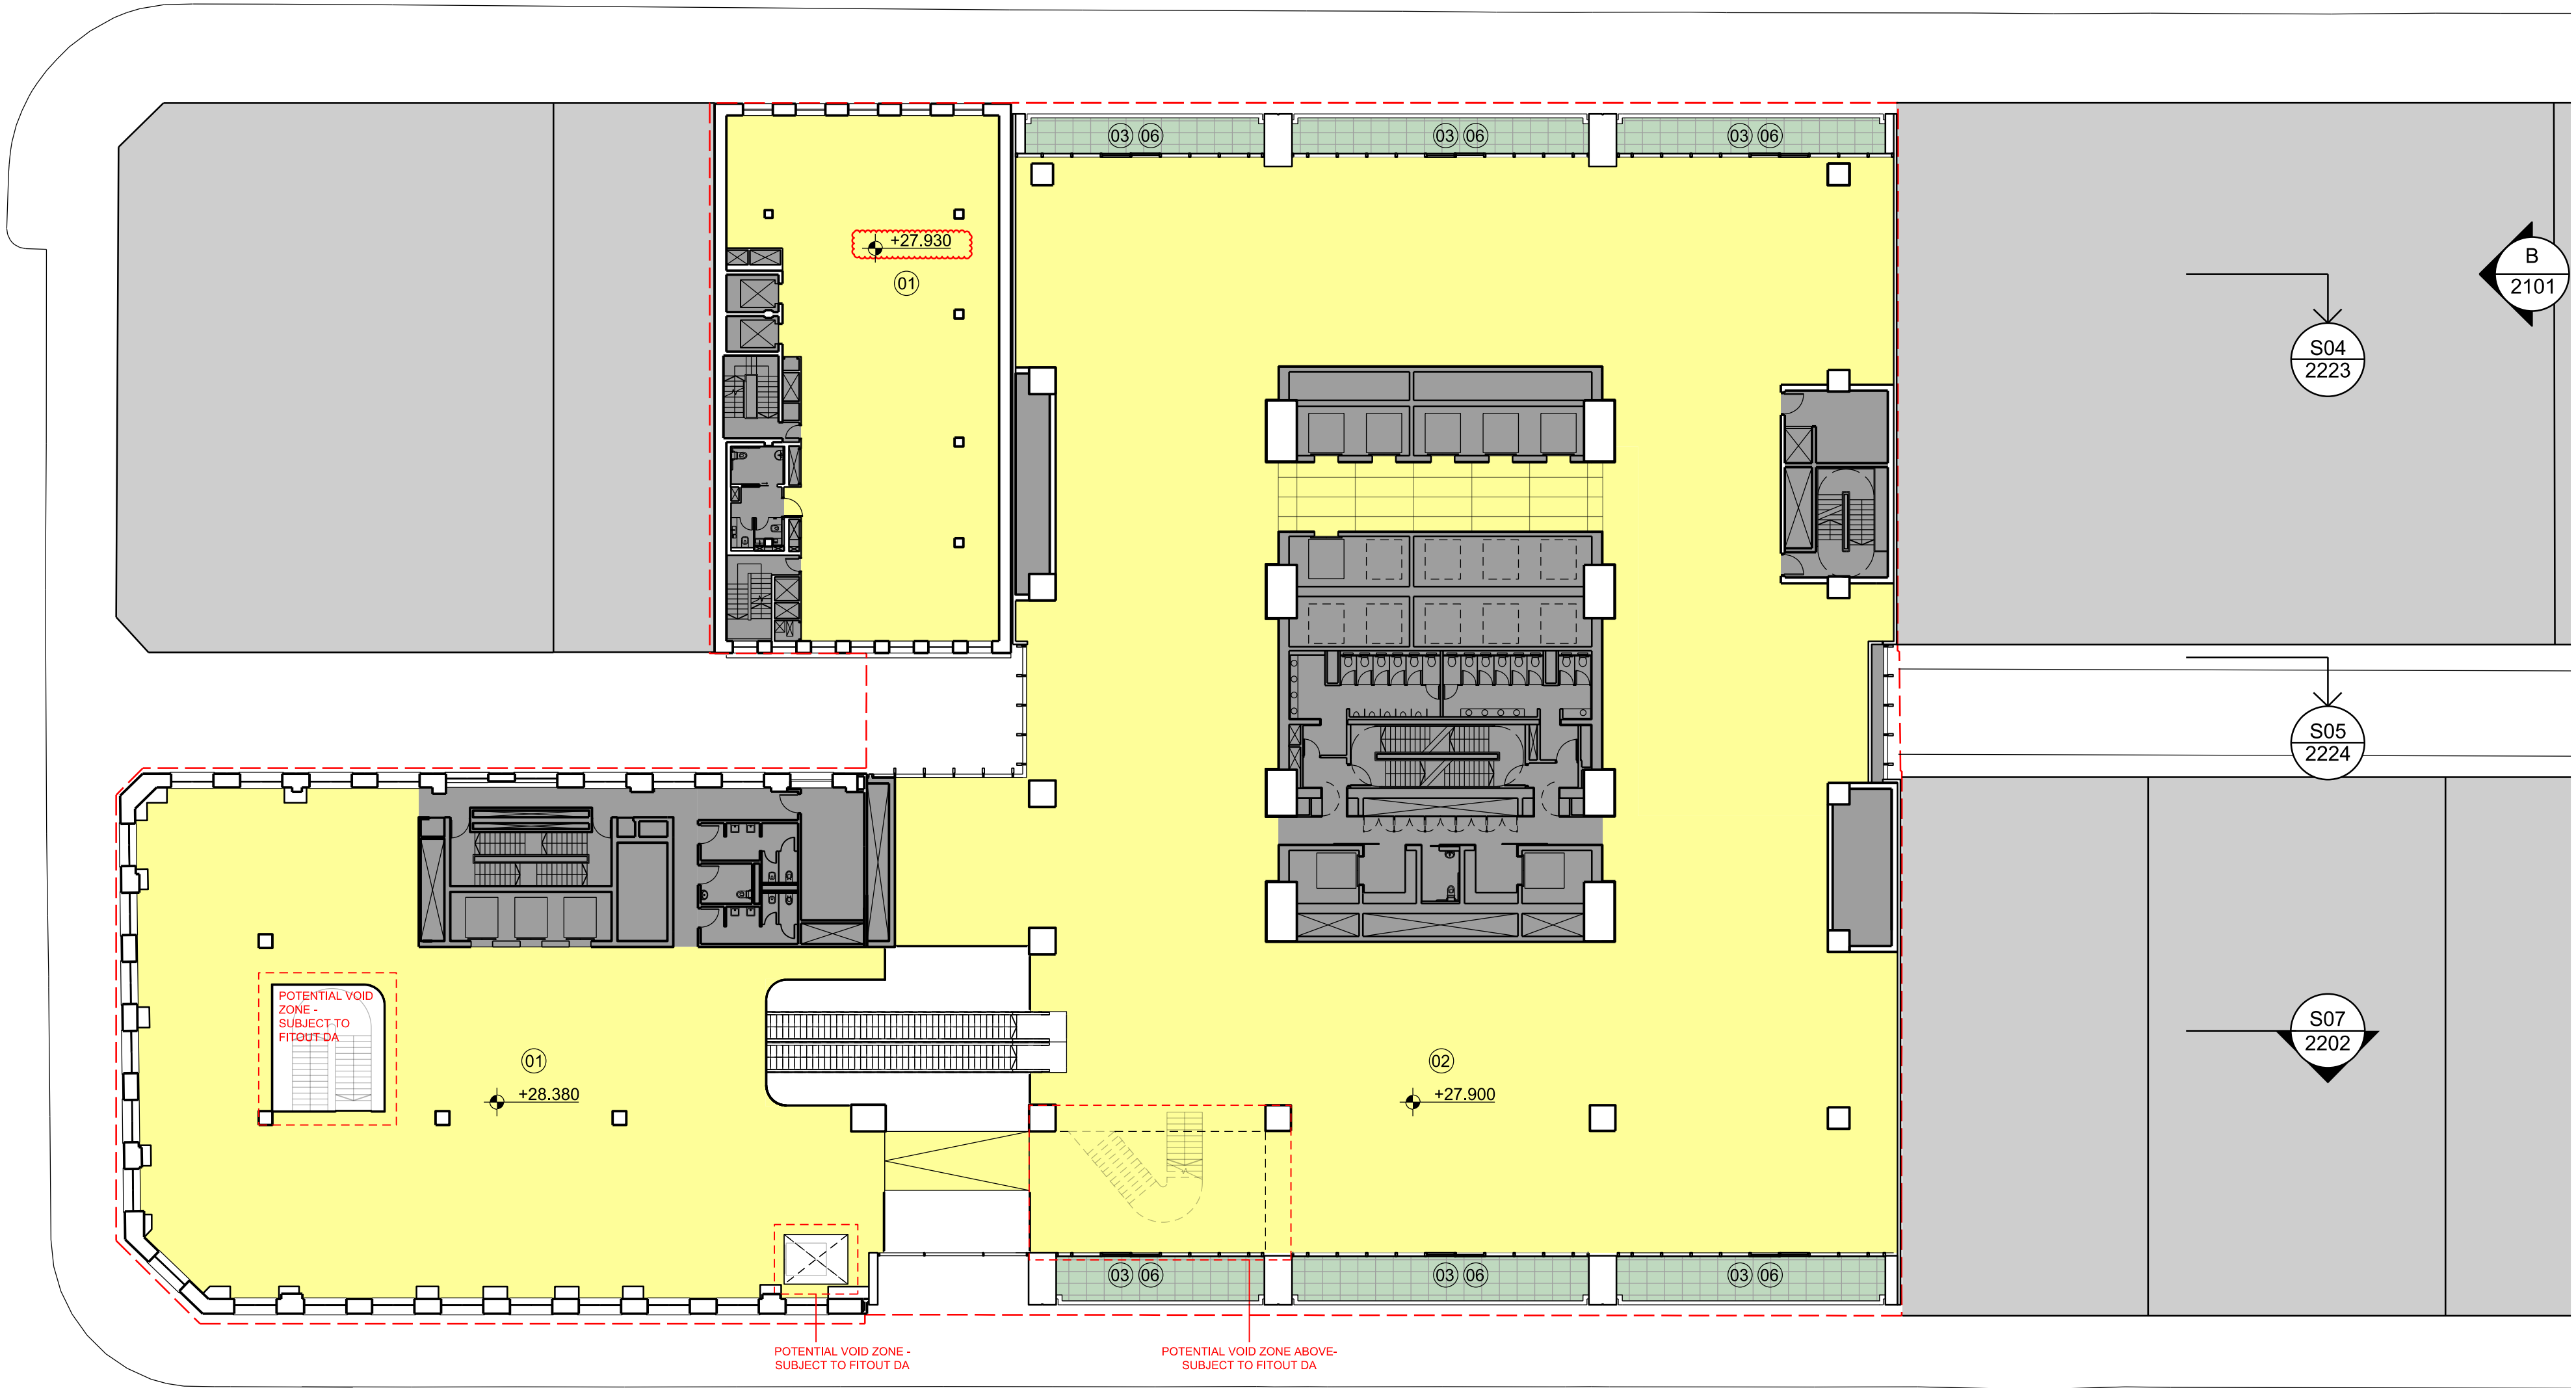 03 06
03 06
03 06
+27.930
01
B
2101
S04
2223
S05
2224
POTENTIAL VOID
ZONE -
SUBJECT TO
FITOUT DA
01
+28.380
02
+27.900
S07
2202
03 06
03 06
03 06
POTENTIAL VOID ZONE -
SUBJECT TO FITOUT DA
POTENTIAL VOID ZONE ABOVE-
SUBJECT TO FITOUT DA